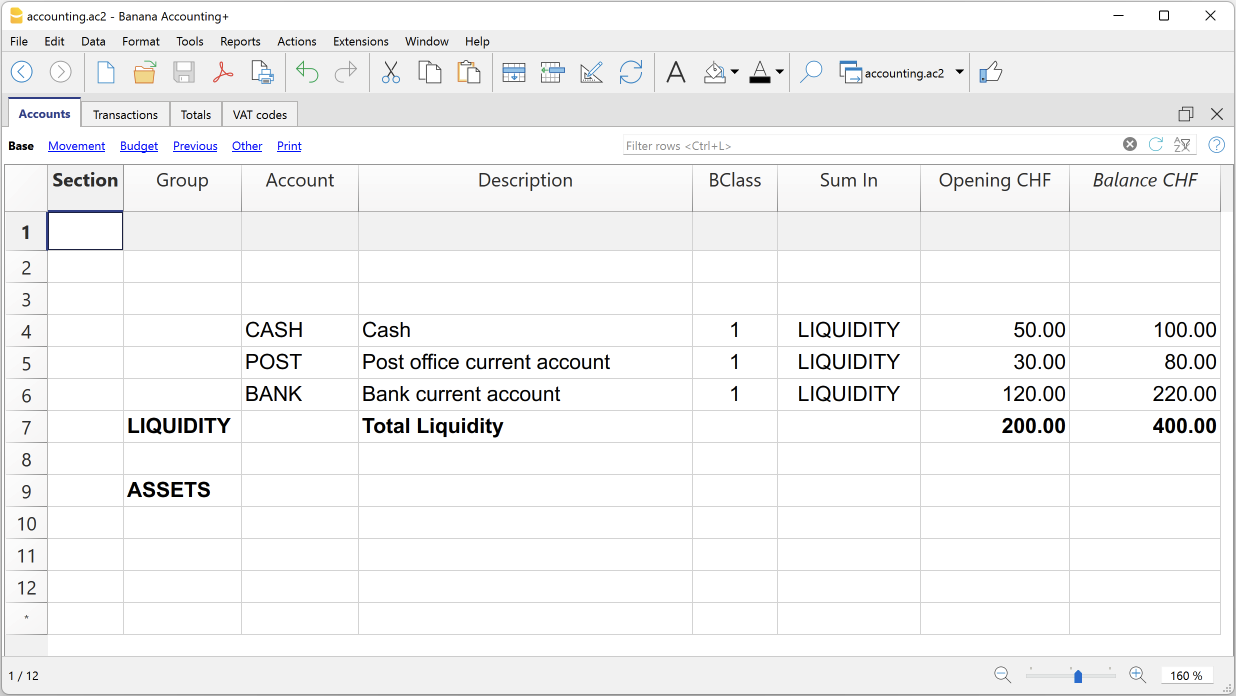 accounting.ac2 - Banana Accounting+
File Edit Data Format Tools Reports Actions Extensions Window Help
A A accounting.ac2
Accounts Transactions Totals VAT codes
Base Movement Budget Previous Other Print Filter rows <Ctrl+L>
Section Group Account Description BClass Sum In Opening CHF Balance CHF
1
2
3
4 CASH Cash 1 LIQUIDITY 50.00 100.00
5 POST Post office current account 1 LIQUIDITY 30.00 80.00
6 BANK Bank current account 1 LIQUIDITY 120.00 220.00
7 LIQUIDITY Total Liquidity 200.00 400.00
8
9 ASSETS
10
11
12
*
1 / 12 160 %